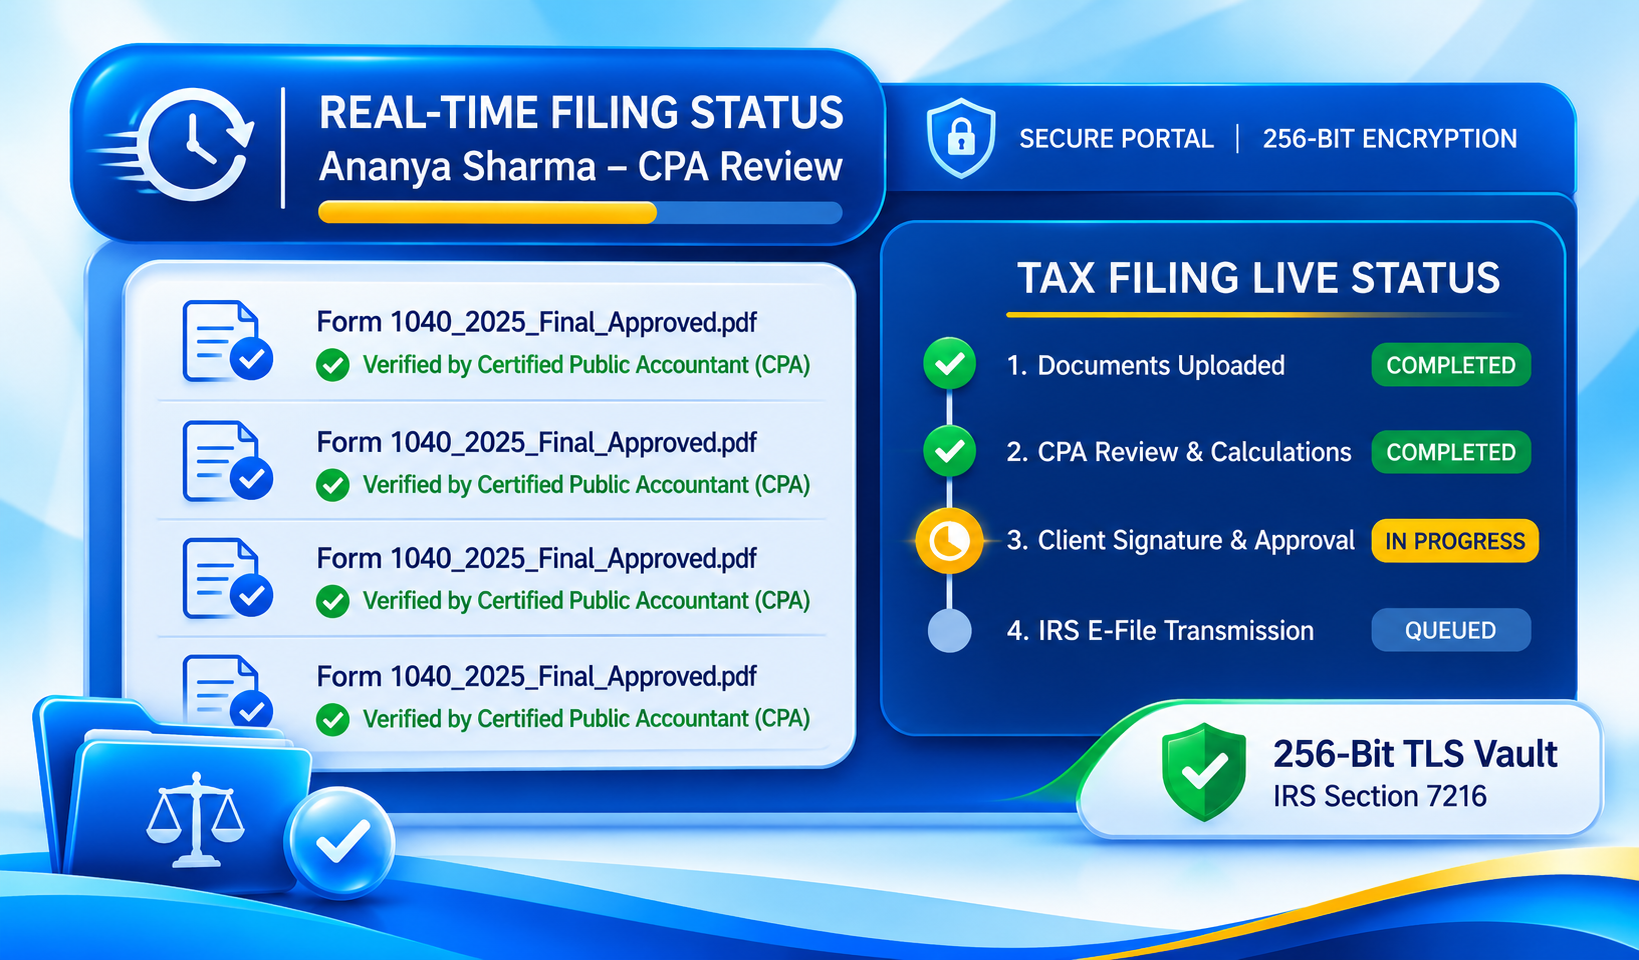 REAL-TIME FILING STATUS
Ananya Sharma – CPA Review
SECURE PORTAL | 256-BIT ENCRYPTION
Form 1040_2025_Final_Approved.pdf
Verified by Certified Public Accountant (CPA)
Form 1040_2025_Final_Approved.pdf
Verified by Certified Public Accountant (CPA)
Form 1040_2025_Final_Approved.pdf
Verified by Certified Public Accountant (CPA)
Form 1040_2025_Final_Approved.pdf
Verified by Certified Public Accountant (CPA)
TAX FILING LIVE STATUS
1. Documents Uploaded COMPLETED
2. CPA Review & Calculations COMPLETED
3. Client Signature & Approval IN PROGRESS
4. IRS E-File Transmission QUEUED
256-Bit TLS Vault
IRS Section 7216